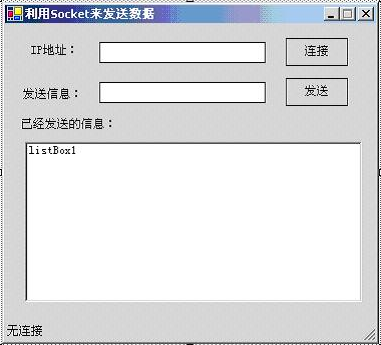 利用Socket来发送数据
IP地址：
连接
发送信息：
发送
已经发送的信息：
listBox1
无连接